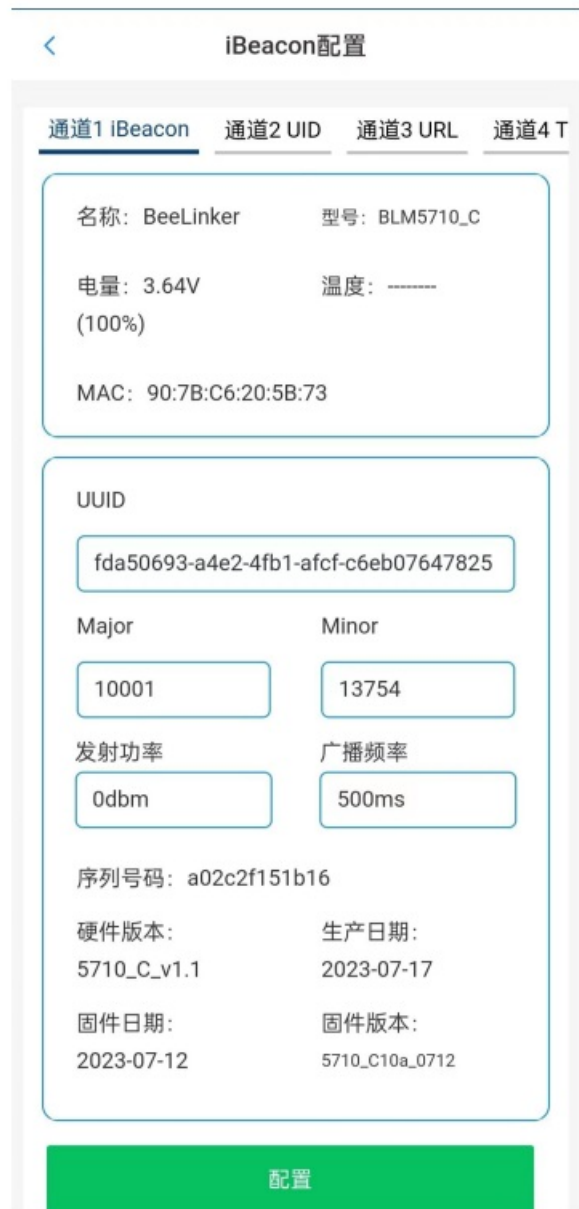 iBeacon配置
通道1 iBeacon 通道2 UID 通道3 URL 通道4 T
名称：BeeLinker 型号：BLM5710_C
电量：3.64V 温度：--------
(100%)
MAC：90:7B:C6:20:5B:73
UUID
fda50693-a4e2-4fb1-afcf-c6eb07647825
Major Minor
10001 13754
发射功率 广播频率
0dbm 500ms
序列号码：a02c2f151b16
硬件版本： 生产日期：
5710_C_v1.1 2023-07-17
固件日期： 固件版本：
2023-07-12 5710_C10a_0712
配置